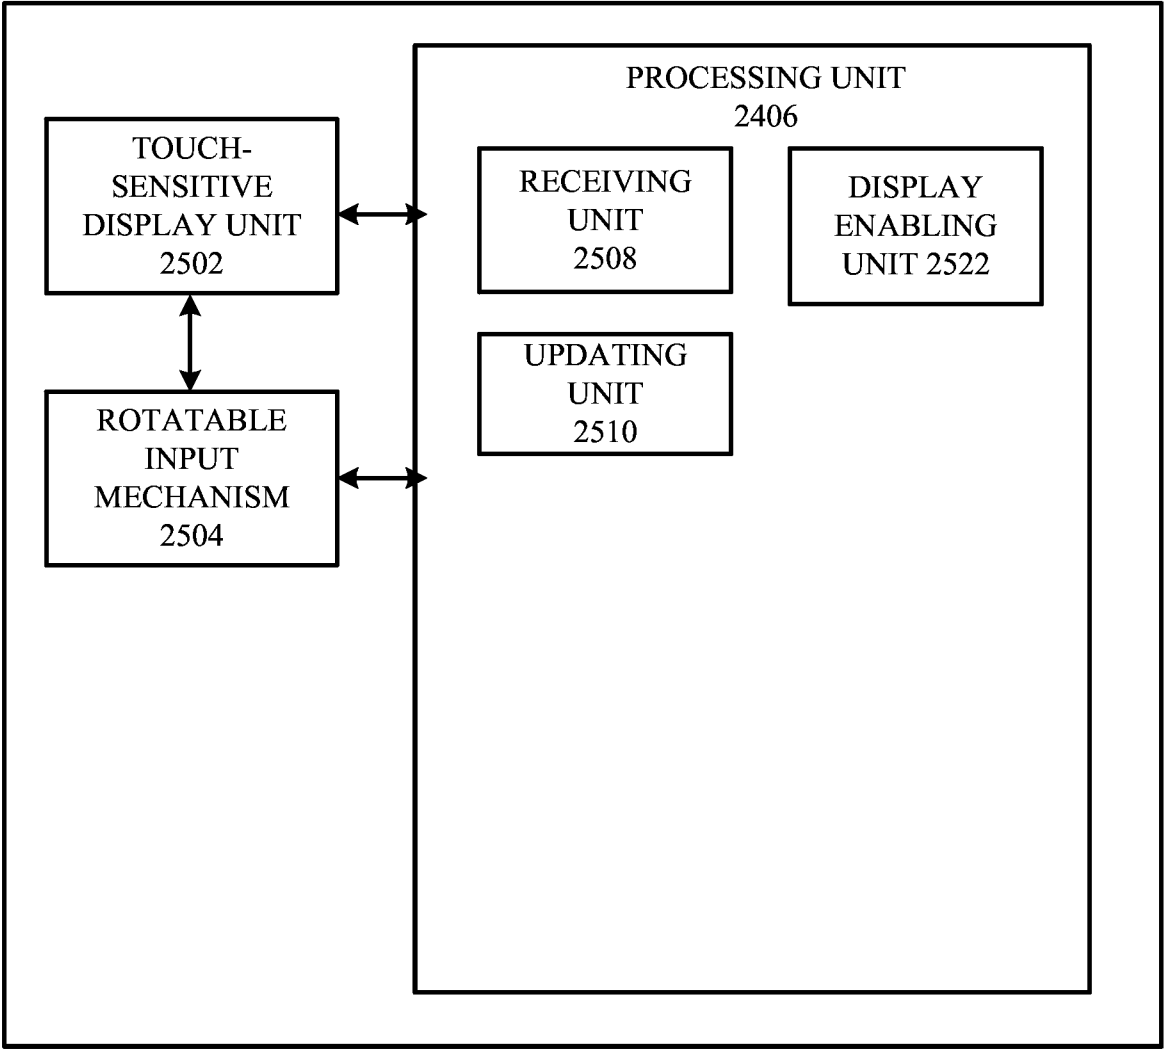 PROCESSING UNIT
2406
TOUCH-
SENSITIVE
DISPLAY UNIT
2502
RECEIVING
UNIT
2508
DISPLAY
ENABLING
UNIT 2522
UPDATING
UNIT
2510
ROTATABLE
INPUT
MECHANISM
2504